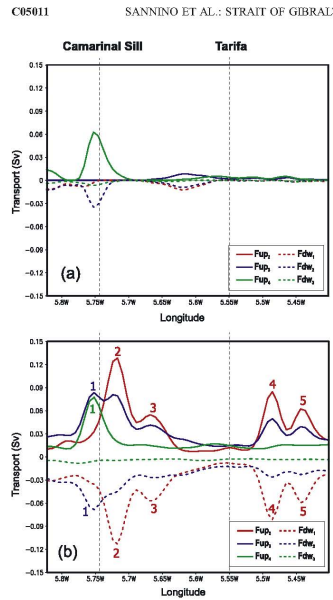 C05011 SANNINO ET AL.: STRAIT OF GIBRAL
Camarinal Sill Tarifa
0.15
0.12
0.09
0.06
0.03
0
−0.03
−0.06
−0.09
−0.12
−0.15
Transport (Sv)
(a)
Fup₁ Fdw₁
Fup₂ Fdw₂
Fup₃ Fdw₃
5.8W 5.75W 5.7W 5.65W 5.6W 5.55W 5.5W 5.45W
Longitude
0.15
0.12
0.09
0.06
0.03
0
−0.03
−0.06
−0.09
−0.12
−0.15
Transport (Sv)
1 2 3 4 5
1
1 2 3 4 5
(b)
Fup₁ Fdw₁
Fup₂ Fdw₂
Fup₃ Fdw₃
5.8W 5.75W 5.7W 5.65W 5.6W 5.55W 5.5W 5.45W
Longitude